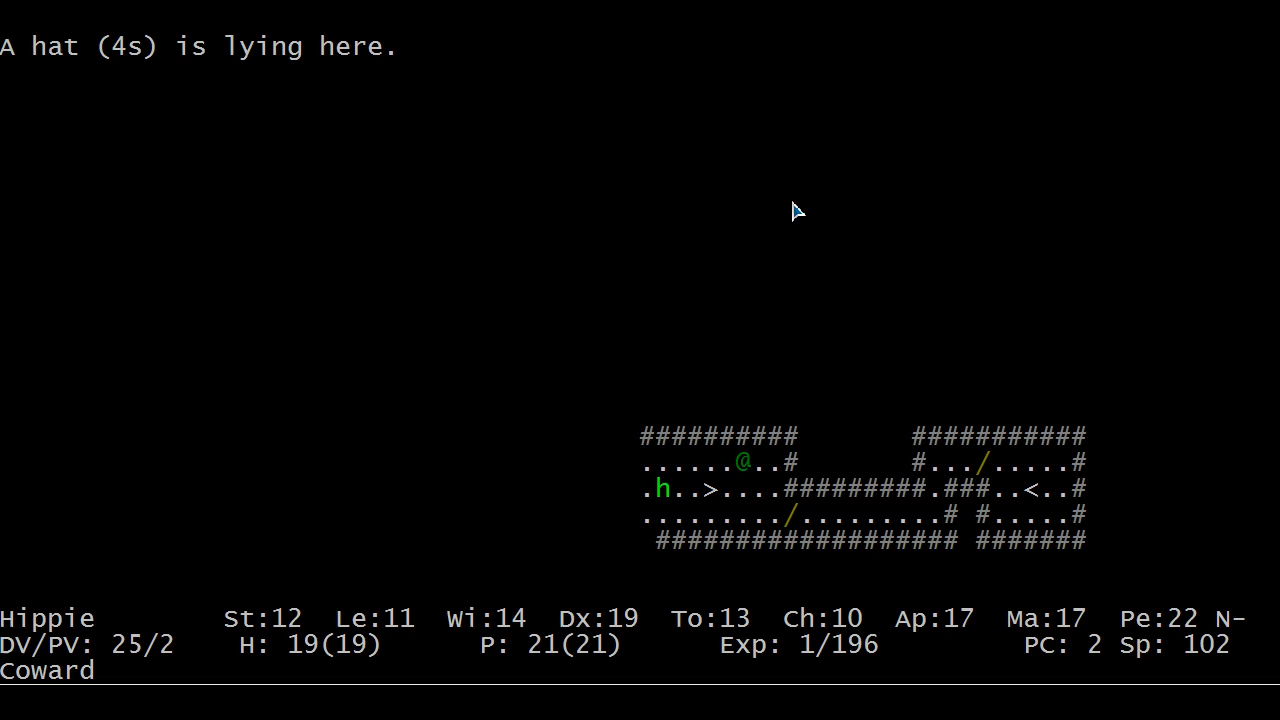 A hat (4s) is lying here.
##########       ###########
......@..#       #.../.....#
.h..>....#########.###..<..#
........./.........# #.....#
################### #######
Hippie        St:12  Le:11  Wi:14  Dx:19  To:13  Ch:10  Ap:17  Ma:17  Pe:22 N-
DV/PV: 25/2    H: 19(19)      P: 21(21)      Exp: 1/196         PC: 2 Sp: 102
Coward